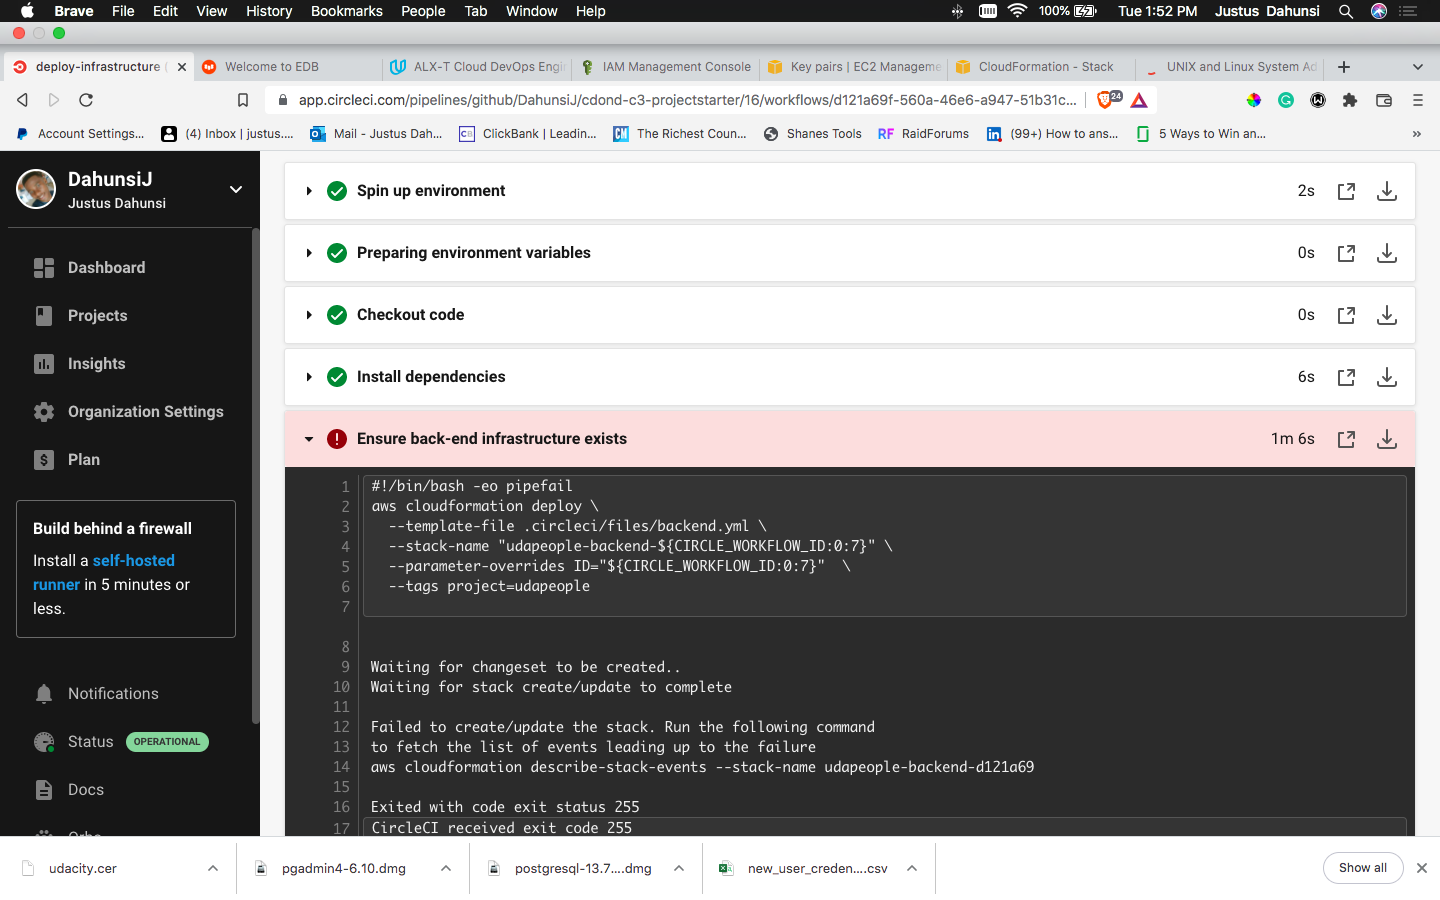 Brave File Edit View History Bookmarks People Tab Window Help 100% Tue 1:52 PM Justus Dahunsi
deploy-infrastructure ( Welcome to EDB ALX-T Cloud DevOps Engi IAM Management Console Key pairs | EC2 Manageme CloudFormation - Stack UNIX and Linux System Ad
app.circleci.com/pipelines/github/DahunsiJ/cdond-c3-projectstarter/16/workflows/d121a69f-560a-46e6-a947-51b31c... 24
Account Settings... (4) Inbox | justus.... Mail - Justus Dah... CB ClickBank | Leadin... CM The Richest Coun... Shanes Tools RF RaidForums in (99+) How to ans... 5 Ways to Win an... »
DahunsiJ
Justus Dahunsi
Dashboard
Projects
Insights
Organization Settings
Plan
Build behind a firewall
Install a self-hosted
runner in 5 minutes or
less.
Notifications
Status OPERATIONAL
Docs
Orbs
Spin up environment 2s
Preparing environment variables 0s
Checkout code 0s
Install dependencies 6s
Ensure back-end infrastructure exists 1m 6s
1 #!/bin/bash -eo pipefail
2 aws cloudformation deploy \
3 --template-file .circleci/files/backend.yml \
4 --stack-name "udapeople-backend-${CIRCLE_WORKFLOW_ID:0:7}" \
5 --parameter-overrides ID="${CIRCLE_WORKFLOW_ID:0:7}" \
6 --tags project=udapeople
7
8
9 Waiting for changeset to be created..
10 Waiting for stack create/update to complete
11
12 Failed to create/update the stack. Run the following command
13 to fetch the list of events leading up to the failure
14 aws cloudformation describe-stack-events --stack-name udapeople-backend-d121a69
15
16 Exited with code exit status 255
17 CircleCI received exit code 255
udacity.cer pgadmin4-6.10.dmg postgresql-13.7....dmg new_user_creden....csv Show all